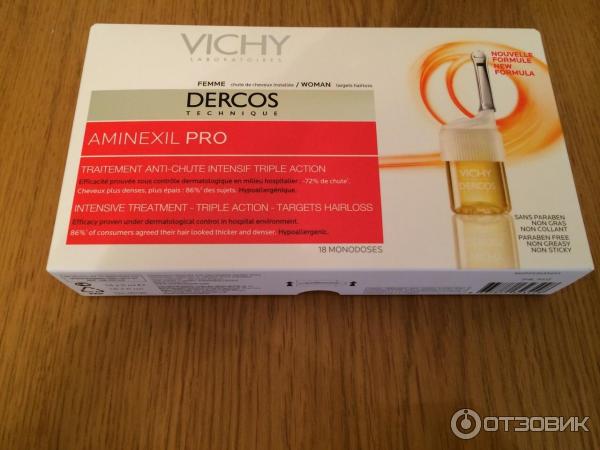 VICHY
LABORATOIRES
FEMME chute de cheveux installée / WOMAN targets hairloss
NOUVELLE
FORMULE
NEW
FORMULA
DERCOS
TECHNIQUE
AMINEXIL PRO
TRAITEMENT ANTI-CHUTE INTENSIF TRIPLE ACTION
Efficacité prouvée sous contrôle dermatologique en milieu hospitalier : -72% de chute¹.
Cheveux plus denses, plus épais : 86%² des sujets. Hypoallergénique.
INTENSIVE TREATMENT - TRIPLE ACTION - TARGETS HAIRLOSS
Efficacy proven under dermatological control in hospital environment.
86%² of consumers agreed their hair looked thicker and denser. Hypoallergenic.
18 MONODOSES
VICHY
DERCOS
SANS PARABEN
NON GRAS
NON COLLANT
PARABEN FREE
NON GREASY
NON STICKY
ОТЗОВИК